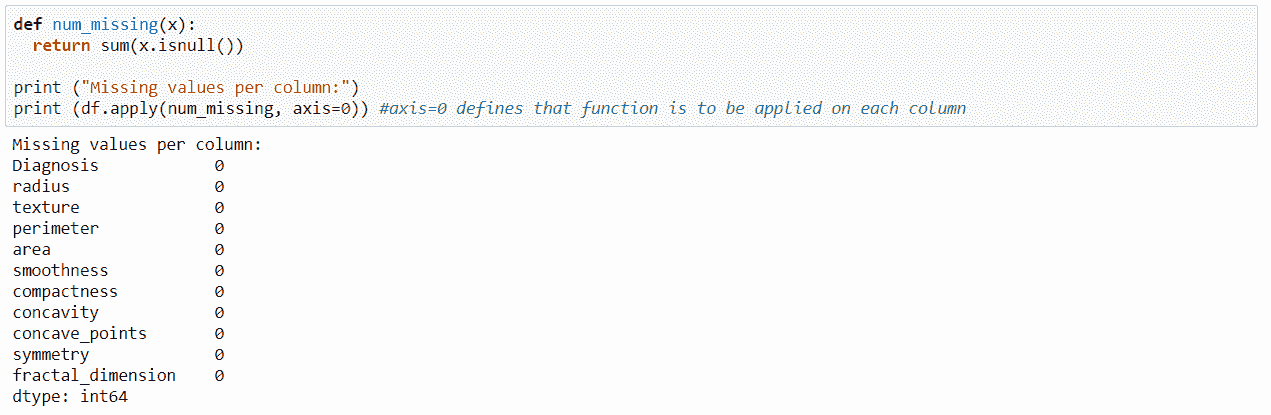 def num_missing(x):
  return sum(x.isnull())
print ("Missing values per column:")
print (df.apply(num_missing, axis=0)) #axis=0 defines that function is to be applied on each column
Missing values per column:
Diagnosis            0
radius               0
texture              0
perimeter            0
area                 0
smoothness           0
compactness          0
concavity            0
concave_points       0
symmetry             0
fractal_dimension    0
dtype: int64